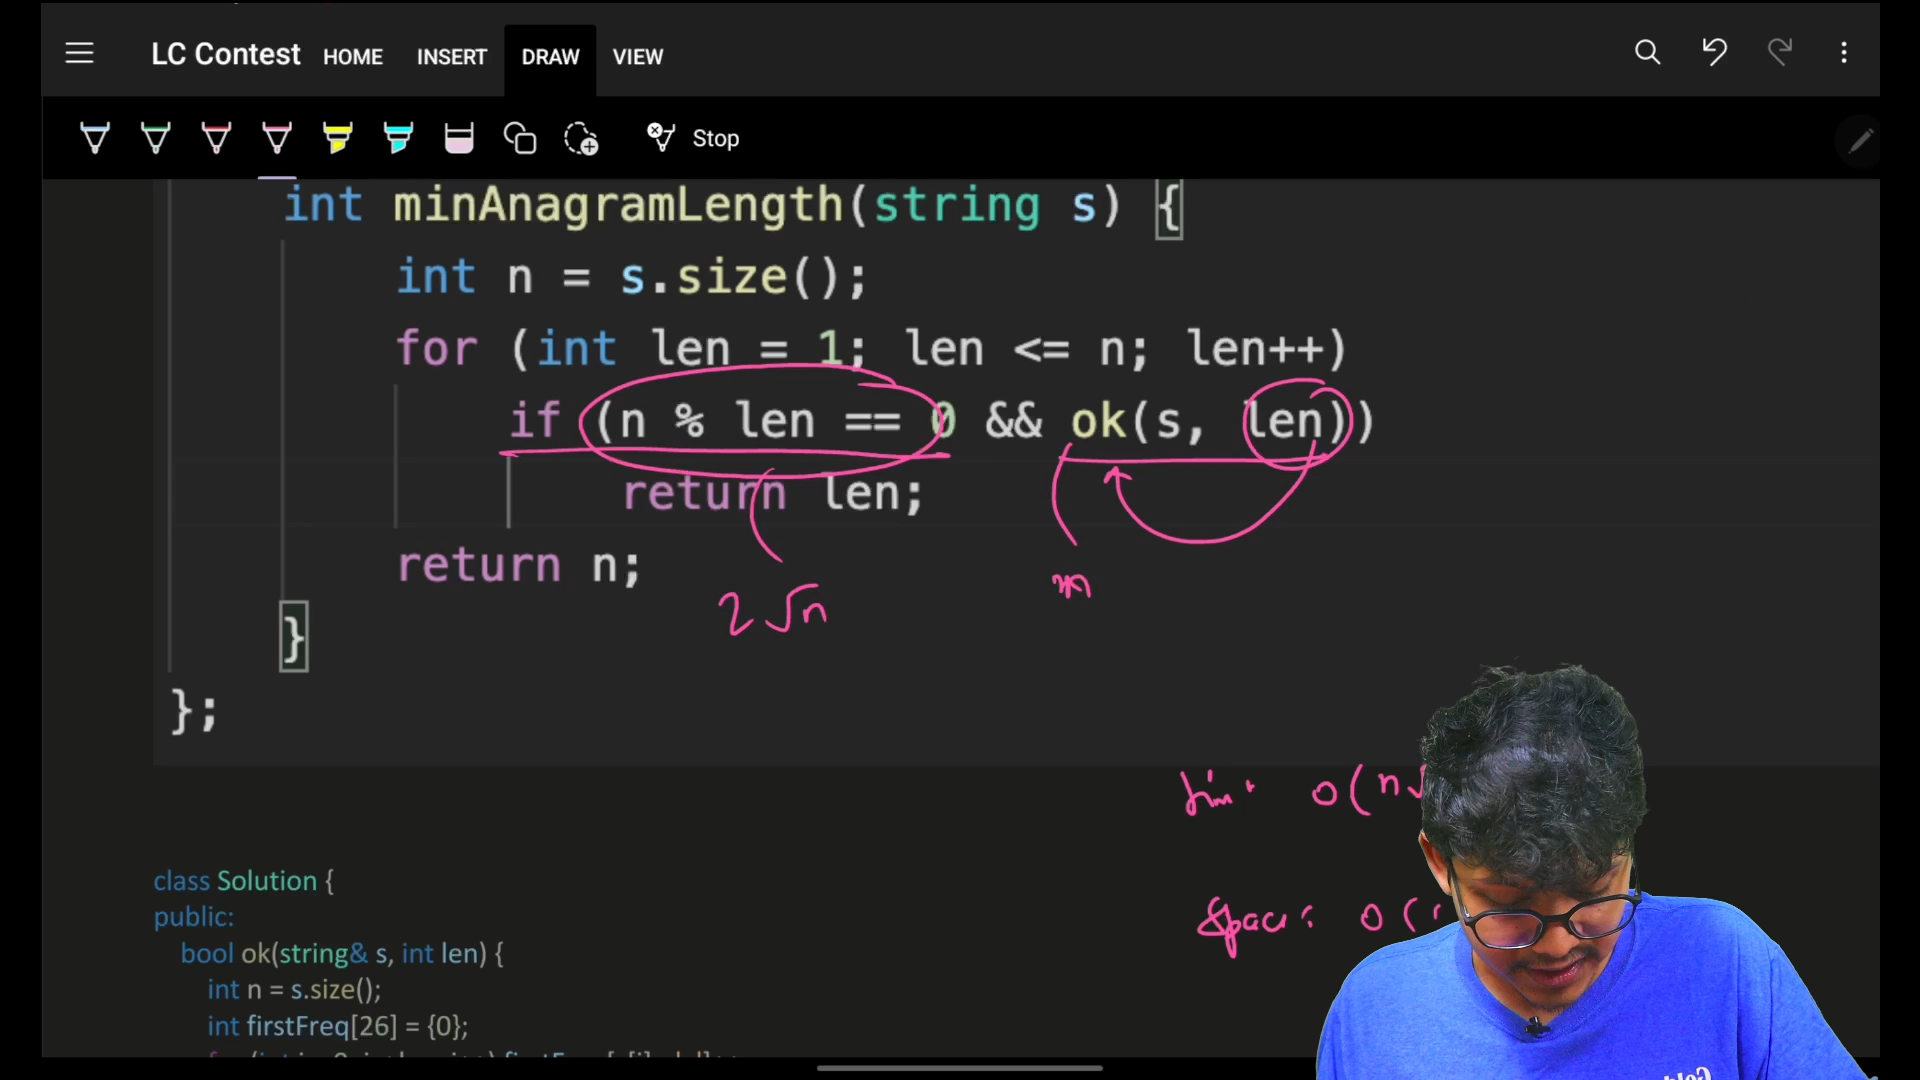 LC Contest HOME INSERT DRAW VIEW
Stop
int minAnagramLength(string s) {
int n = s.size();
for (int len = 1; len <= n; len++)
if (n % len == 0 && ok(s, len))
return len;
return n;
}
};
2√n
n
Time O(n√
Space: O(
class Solution {
public:
bool ok(string& s, int len) {
int n = s.size();
int firstFreq[26] = {0};